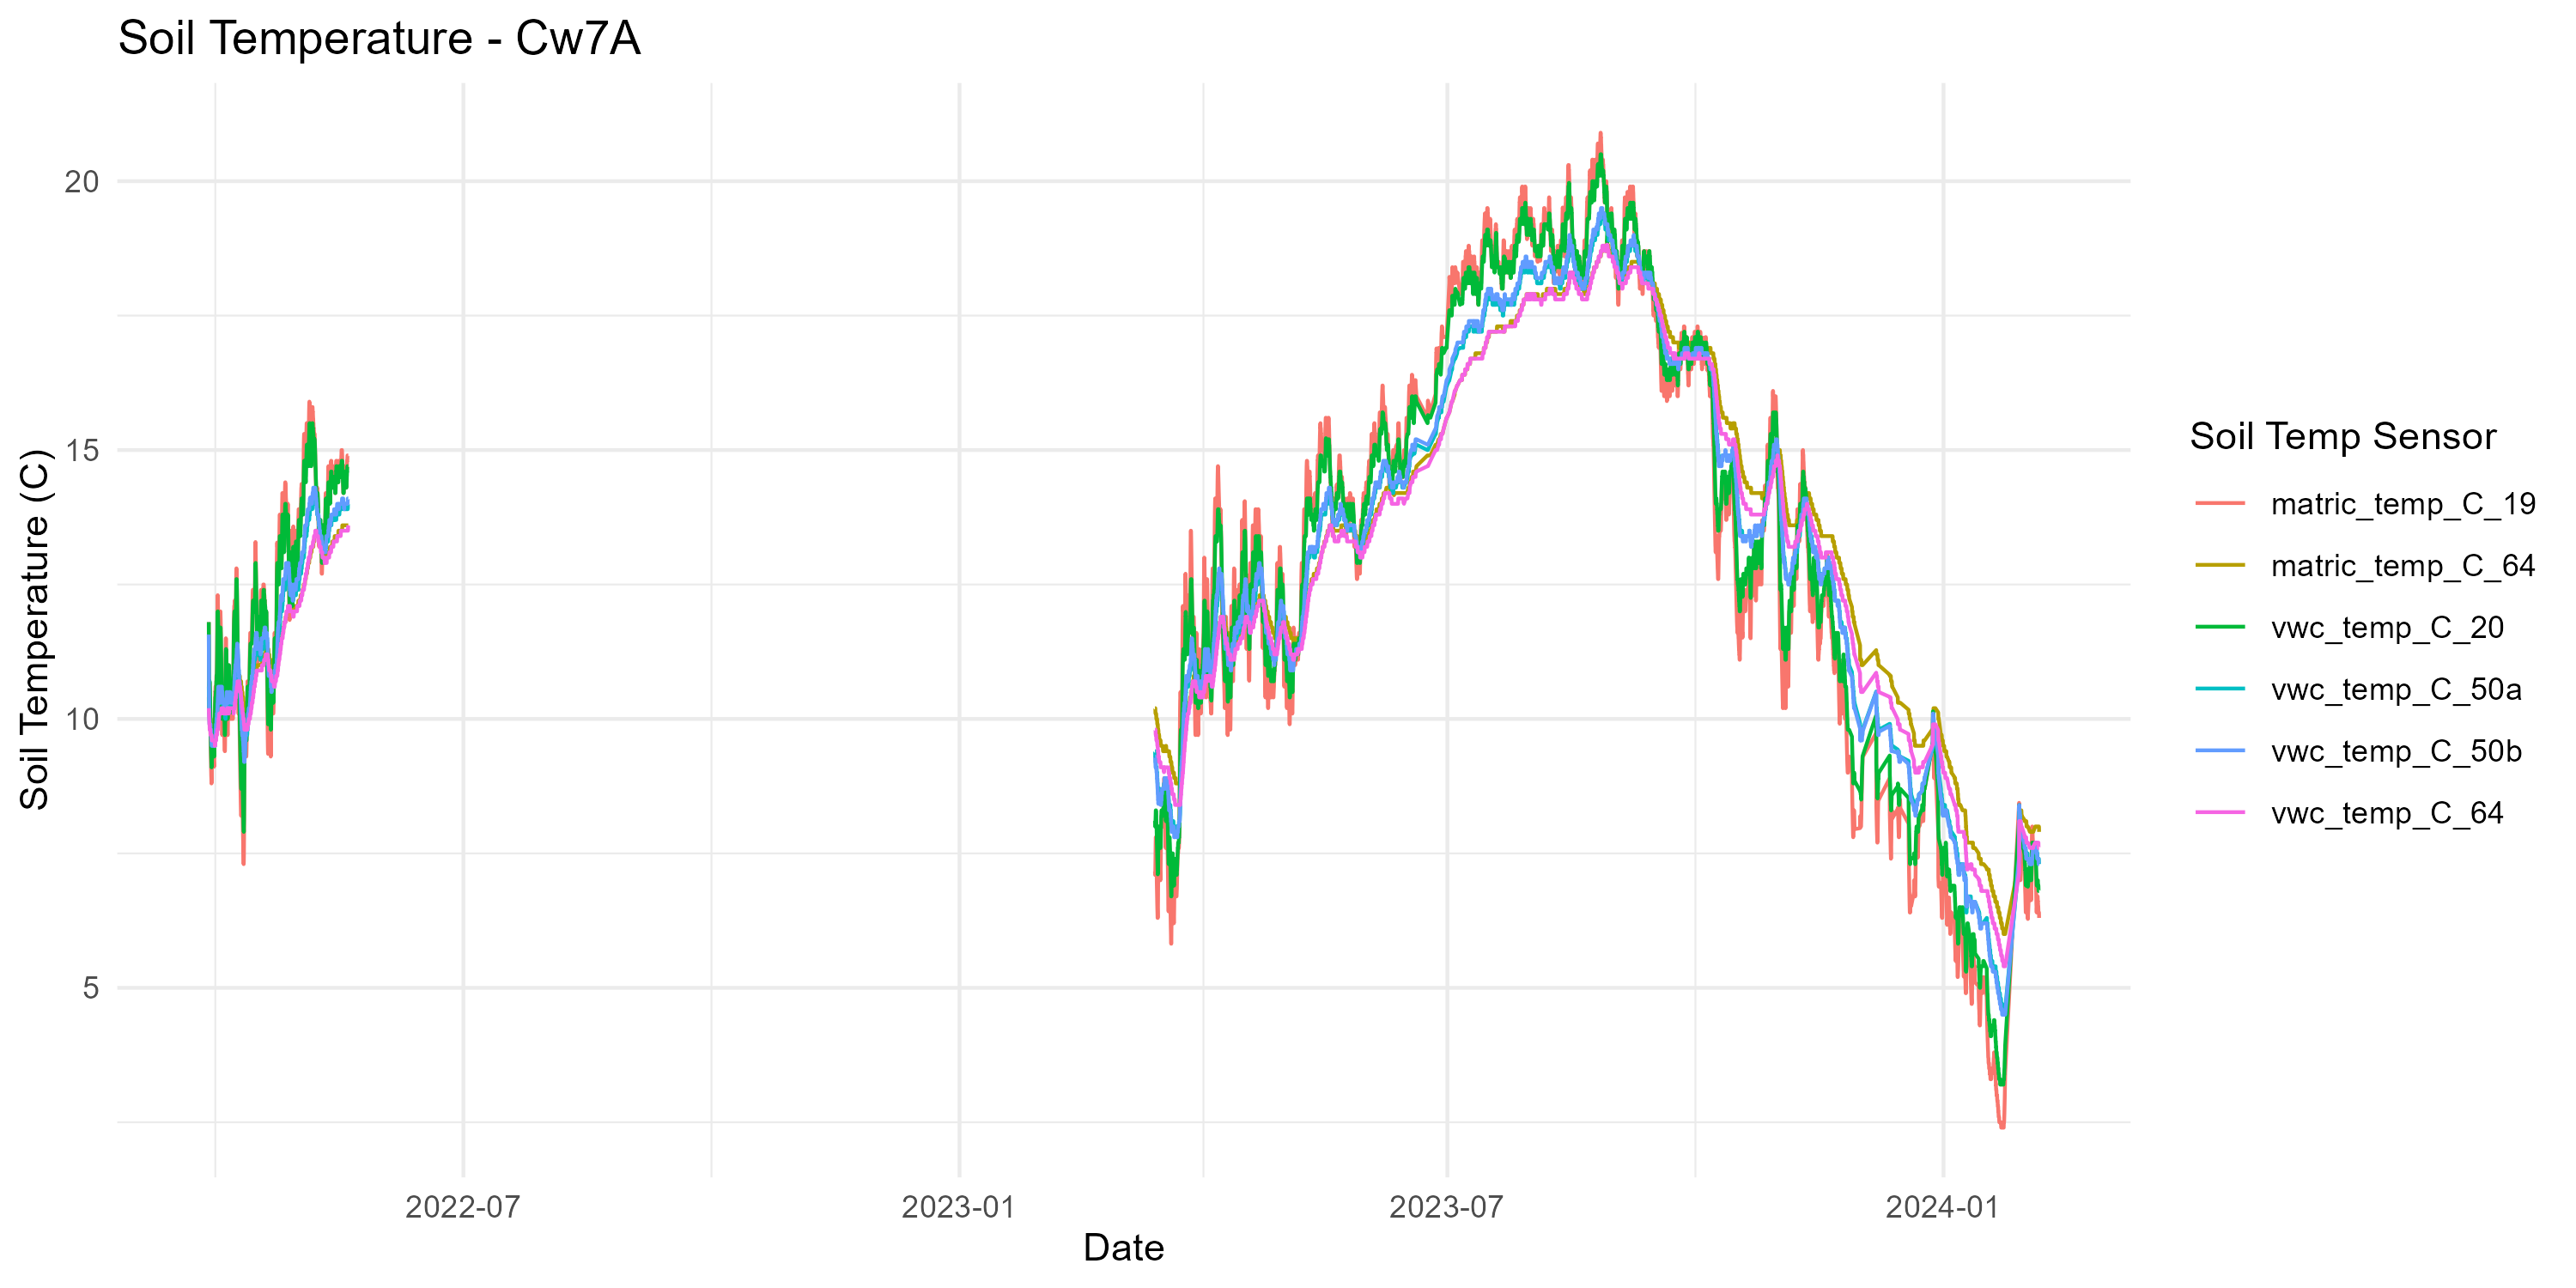 Soil Temperature - Cw7A
20
15
10
5
Soil Temperature (C)
2022-07
2023-01
2023-07
2024-01
Date
Soil Temp Sensor
matric_temp_C_19
matric_temp_C_64
vwc_temp_C_20
vwc_temp_C_50a
vwc_temp_C_50b
vwc_temp_C_64